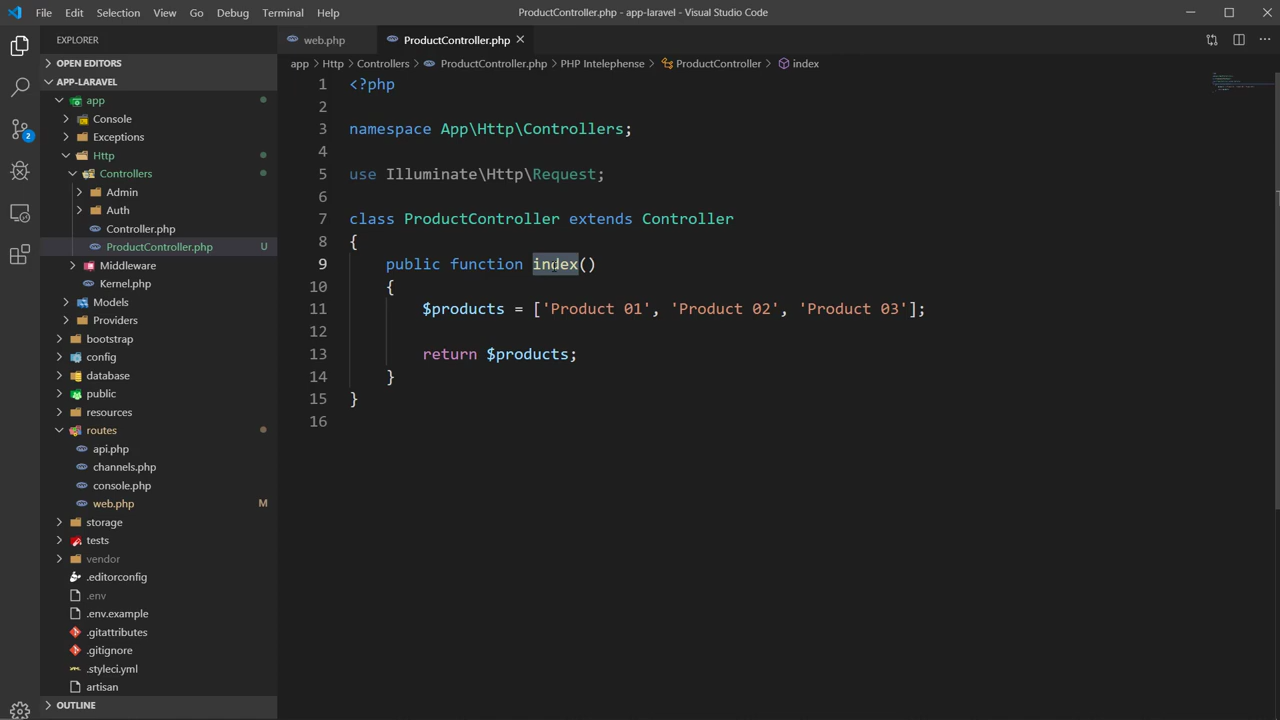 File Edit Selection View Go Debug Terminal Help ProductController.php - app-laravel - Visual Studio Code
EXPLORER
OPEN EDITORS
APP-LARAVEL
app
Console
Exceptions
Http
Controllers
Admin
Auth
Controller.php
ProductController.php U
Middleware
Kernel.php
Models
Providers
bootstrap
config
database
public
resources
routes
api.php
channels.php
console.php
web.php M
storage
tests
vendor
.editorconfig
.env
.env.example
.gitattributes
.gitignore
.styleci.yml
artisan
OUTLINE
2
web.php ProductController.php
app Http Controllers ProductController.php PHP Intelephense ProductController index
1 <?php
2
3 namespace App\Http\Controllers;
4
5 use Illuminate\Http\Request;
6
7 class ProductController extends Controller
8 {
9 public function index()
10 {
11 $products = ['Product 01', 'Product 02', 'Product 03'];
12
13 return $products;
14 }
15 }
16